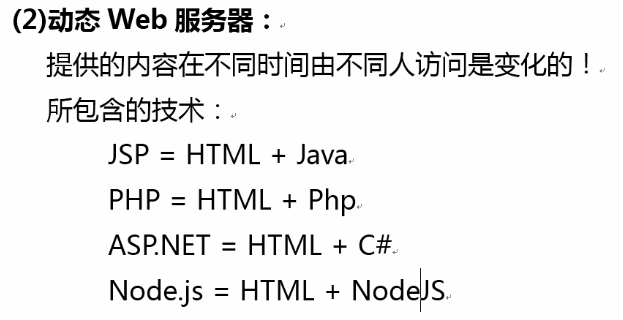 (2)动态 Web 服务器：
提供的内容在不同时间由不同人访问是变化的！
所包含的技术：
JSP = HTML + Java
PHP = HTML + Php
ASP.NET = HTML + C#
Node.js = HTML + NodeJS